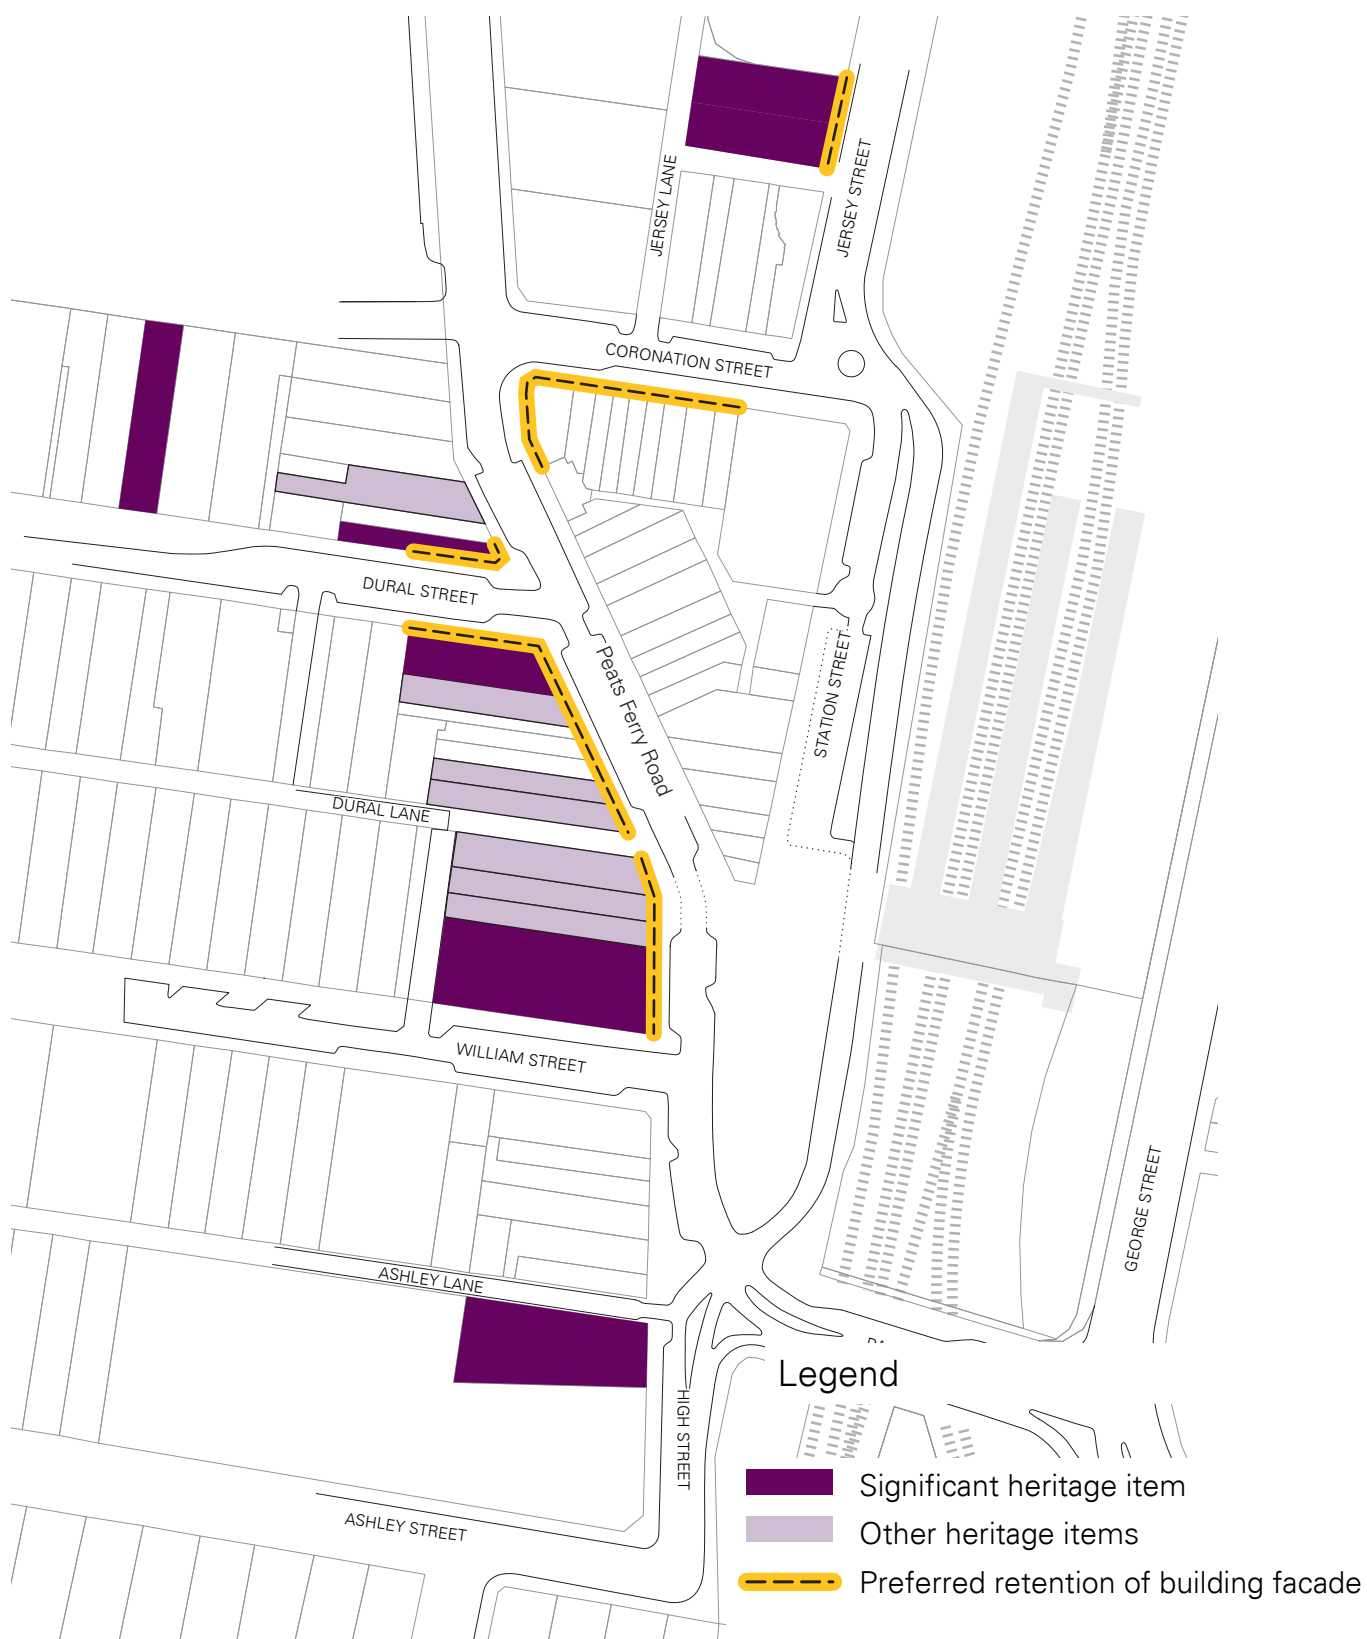 JERSEY LANE
JERSEY STREET
CORONATION STREET
DURAL STREET
Peats Ferry Road
STATION STREET
DURAL LANE
WILLIAM STREET
GEORGE STREET
ASHLEY LANE
HIGH STREET
ASHLEY STREET
Legend
Significant heritage item
Other heritage items
Preferred retention of building facade